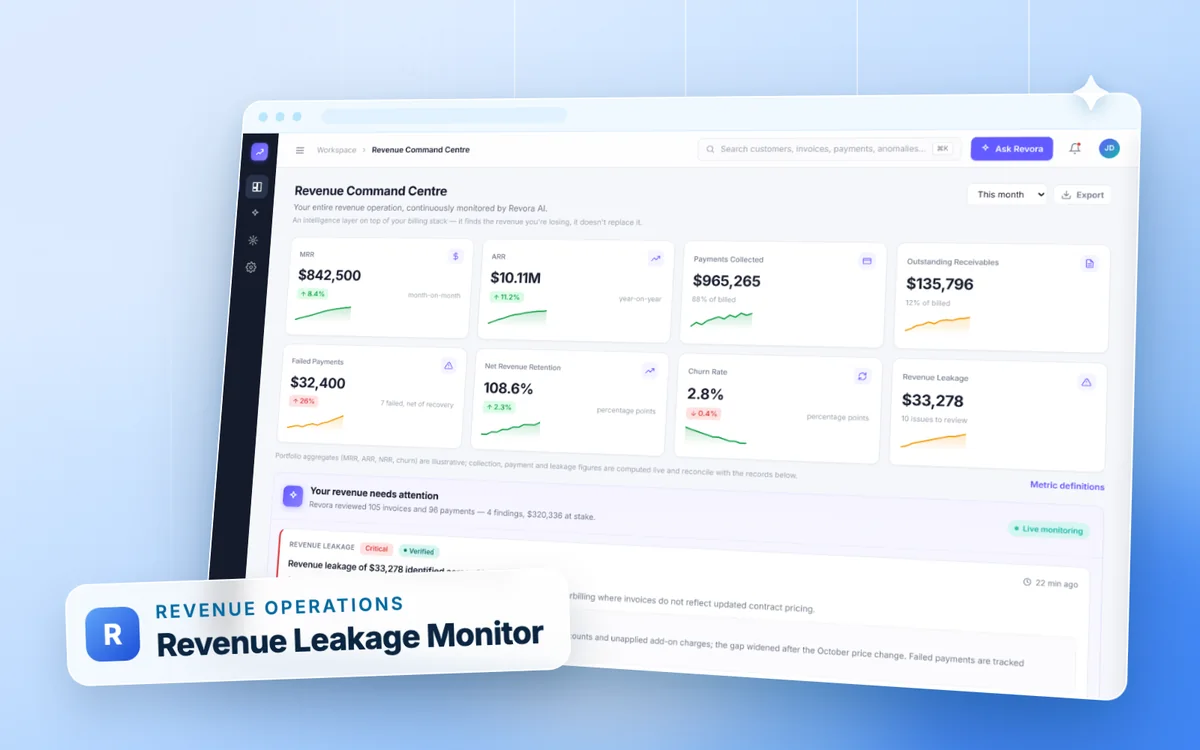 Workspace › Revenue Command Centre
Search customers, invoices, payments, anomalies... ⌘K
Ask Revora
JD
Revenue Command Centre
This month
Export
Your entire revenue operation, continuously monitored by Revora AI.
An intelligence layer on top of your billing stack — it finds the revenue you're losing, it doesn't replace it.
MRR
$
$842,500
↑ 8.4%
month-on-month
ARR
$10.11M
↑ 11.2%
year-on-year
Payments Collected
$965,265
88% of billed
Outstanding Receivables
$135,796
12% of billed
Failed Payments
$32,400
↑ 26%
7 failed, net of recovery
Net Revenue Retention
108.6%
↑ 2.3%
percentage points
Churn Rate
2.8%
↓ 0.4%
percentage points
Revenue Leakage
$33,278
10 issues to review
Portfolio aggregates (MRR, ARR, NRR, churn) are illustrative; collection, payment and leakage figures are computed live and reconcile with the records below.
Metric definitions
Your revenue needs attention
Revora reviewed 105 invoices and 96 payments — 4 findings, $320,336 at stake.
Live monitoring
REVENUE LEAKAGE Critical Verified
22 min ago
Revenue leakage of $33,278 identified
billing where invoices do not reflect updated contract pricing.
ounts and unapplied add-on charges; the gap widened after the October price change. Failed payments are tracked
R
REVENUE OPERATIONS
Revenue Leakage Monitor